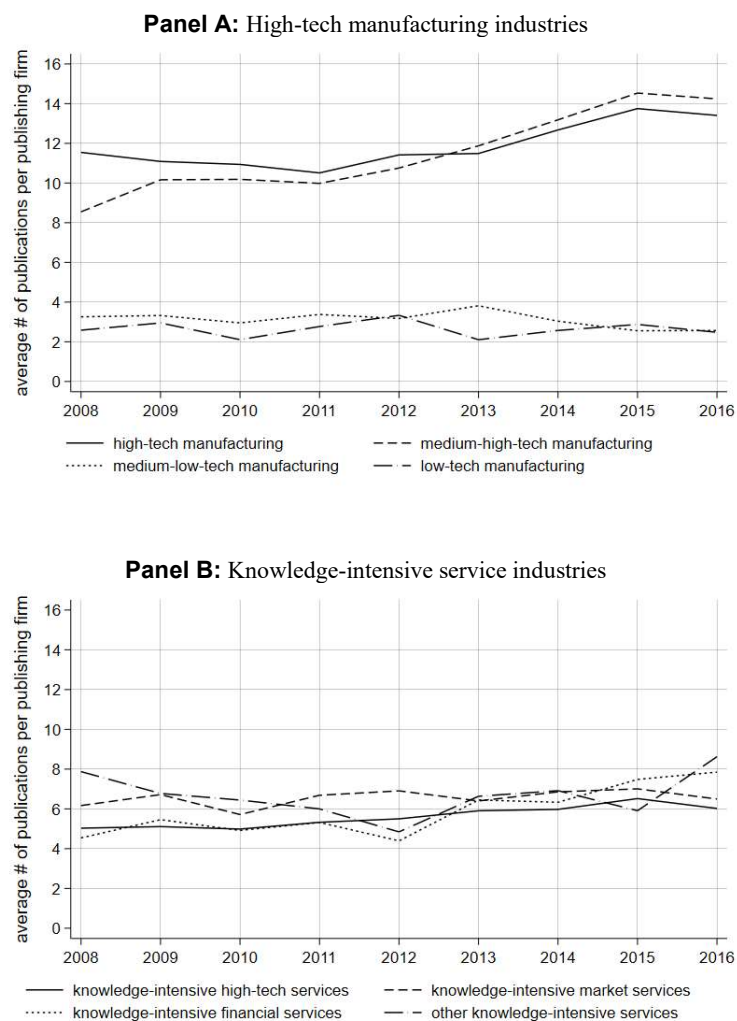 Panel A: High-tech manufacturing industries
average # of publications per publishing firm
16
14
12
10
8
6
4
2
0
2008 2009 2010 2011 2012 2013 2014 2015 2016
high-tech manufacturing medium-high-tech manufacturing
medium-low-tech manufacturing low-tech manufacturing
Panel B: Knowledge-intensive service industries
average # of publications per publishing firm
16
14
12
10
8
6
4
2
0
2008 2009 2010 2011 2012 2013 2014 2015 2016
knowledge-intensive high-tech services knowledge-intensive market services
knowledge-intensive financial services other knowledge-intensive services